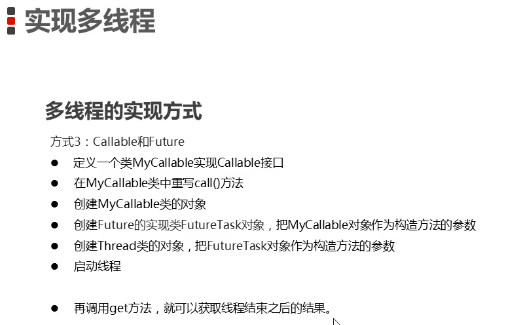 实现多线程
多线程的实现方式
方式3：Callable和Future
● 定义一个类MyCallable实现Callable接口
● 在MyCallable类中重写call()方法
● 创建MyCallable类的对象
● 创建Future的实现类FutureTask对象，把MyCallable对象作为构造方法的参数
● 创建Thread类的对象，把FutureTask对象作为构造方法的参数
● 启动线程
● 再调用get方法，就可以获取线程结束之后的结果。